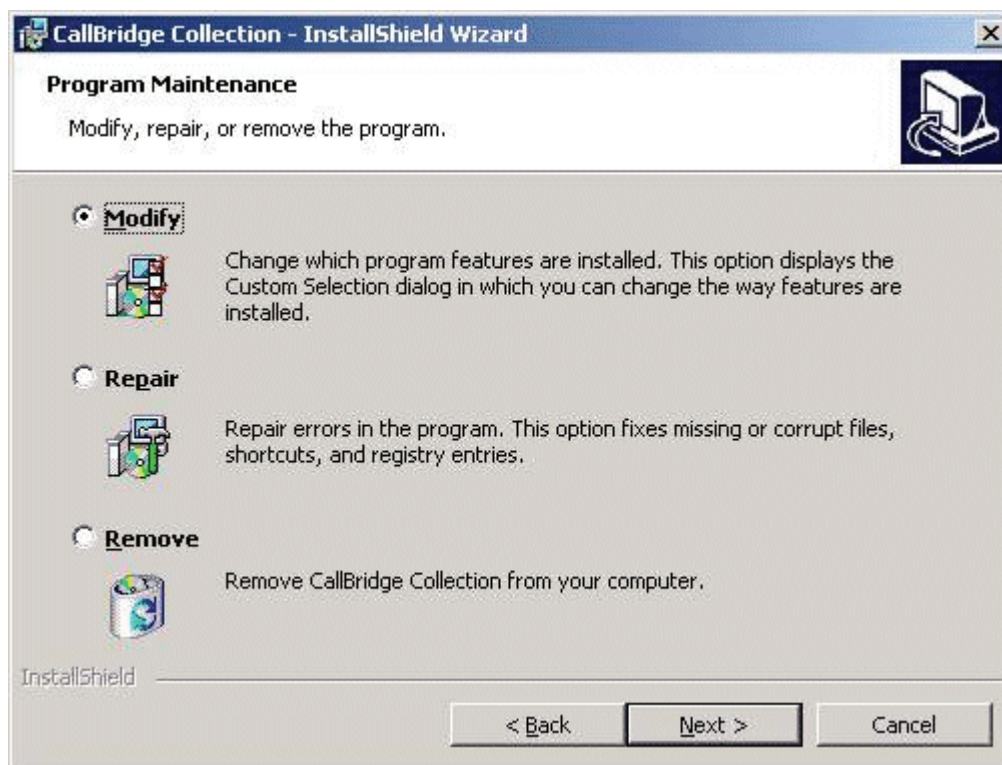 CallBridge Collection - InstallShield Wizard
Program Maintenance
Modify, repair, or remove the program.
Modify
Change which program features are installed. This option displays the
Custom Selection dialog in which you can change the way features are
installed.
Repair
Repair errors in the program. This option fixes missing or corrupt files,
shortcuts, and registry entries.
Remove
Remove CallBridge Collection from your computer.
InstallShield
< Back
Next >
Cancel